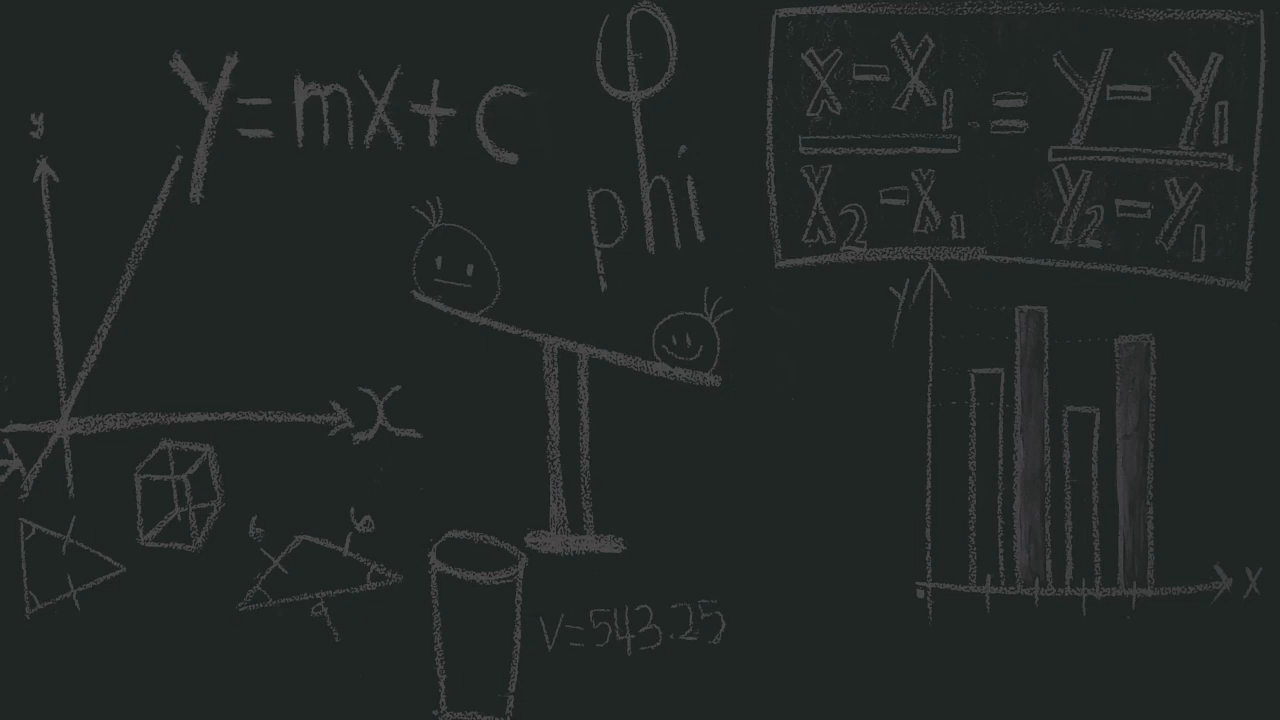 y
Y=mx+c
φ
phi
X-X₁ = Y-Y₁
X₂-X₁ Y₂-Y₁
Y
X
V=543.25
X